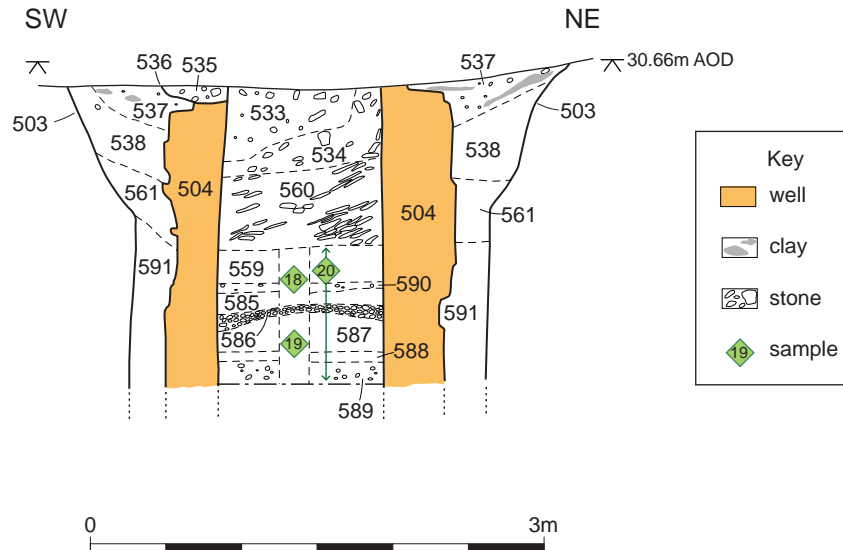 SW NE
536 535 537 30.66m AOD
503 537 533 503
538 534 538
561 504 560 504 561
591 559 18 20 590
585 591
586 19 587 588
589
Key
well
clay
stone
19 sample
0 3m